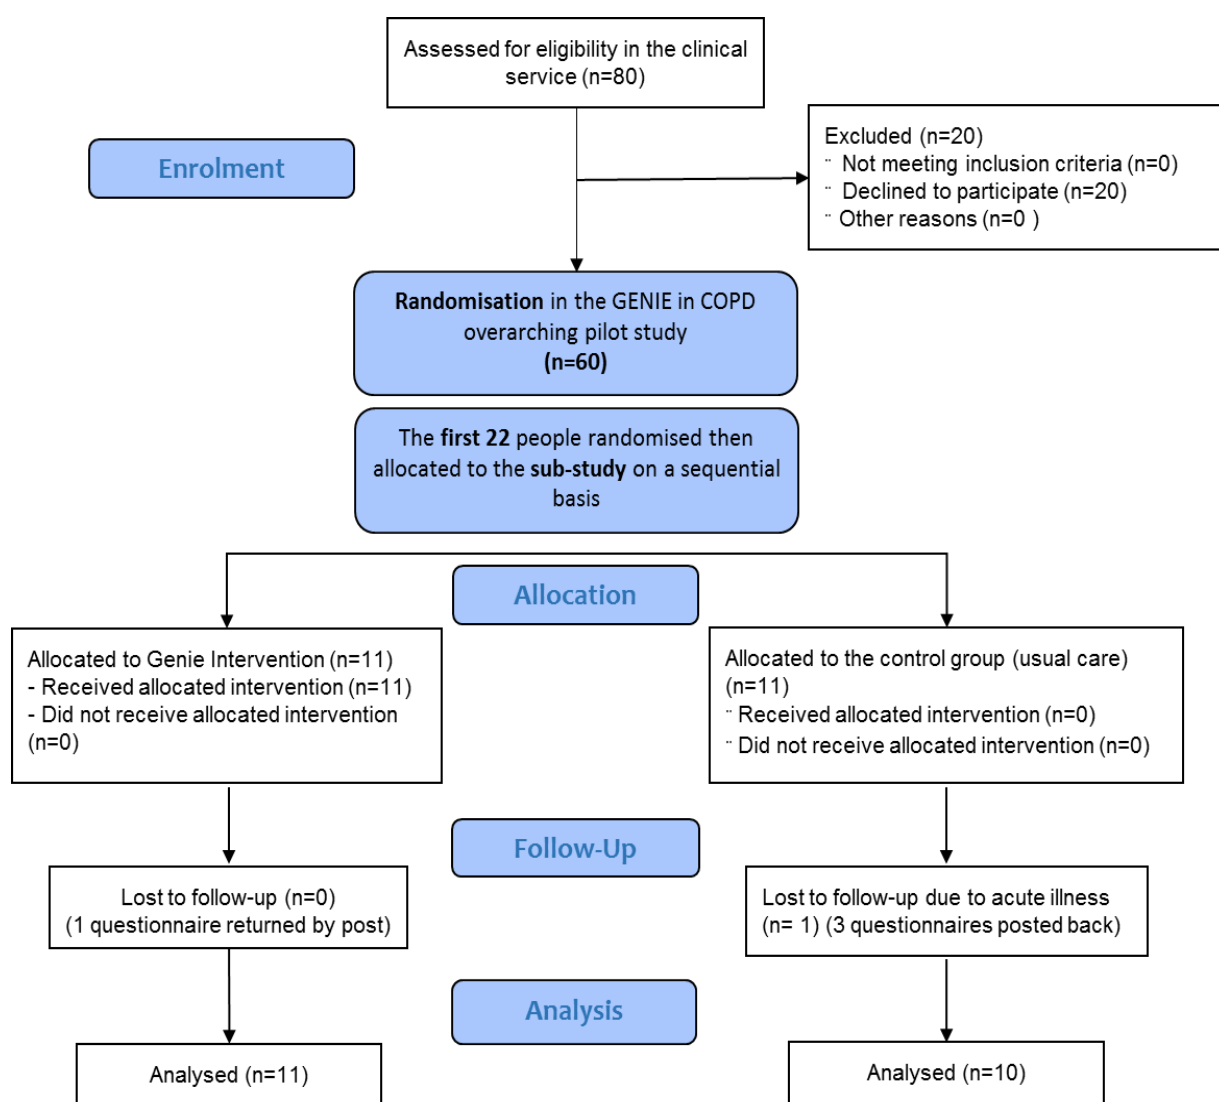 Assessed for eligibility in the clinical
service (n=80)
Enrolment
Excluded (n=20)
¨ Not meeting inclusion criteria (n=0)
¨ Declined to participate (n=20)
¨ Other reasons (n=0 )
Randomisation in the GENIE in COPD
overarching pilot study
(n=60)
The first 22 people randomised then
allocated to the sub-study on a sequential
basis
Allocation
Allocated to Genie Intervention (n=11)
- Received allocated intervention (n=11)
- Did not receive allocated intervention
(n=0)
Allocated to the control group (usual care)
(n=11)
¨ Received allocated intervention (n=0)
¨ Did not receive allocated intervention (n=0)
Follow-Up
Lost to follow-up (n=0)
(1 questionnaire returned by post)
Lost to follow-up due to acute illness
(n= 1) (3 questionnaires posted back)
Analysis
Analysed (n=11)
Analysed (n=10)